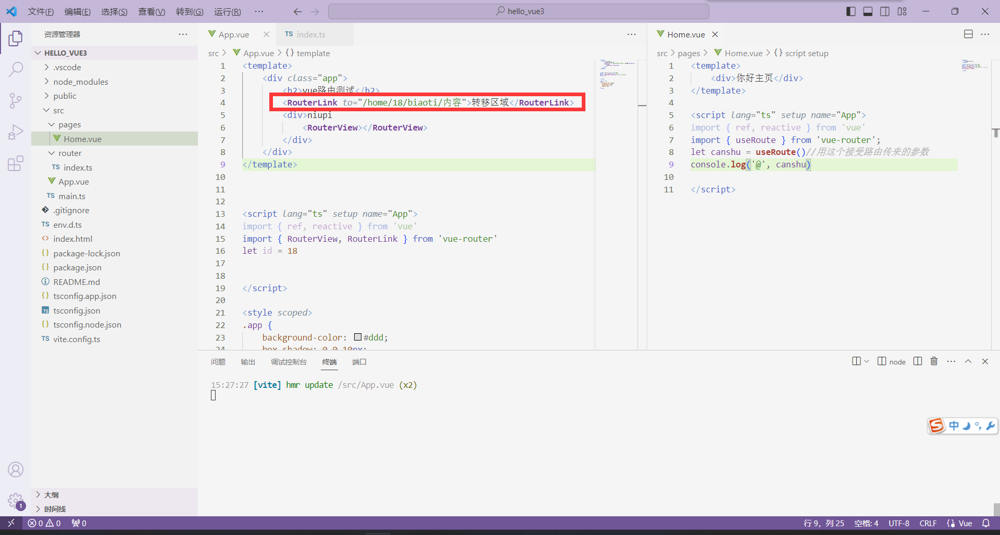 文件(F) 编辑(E) 选择(S) 查看(V) 转到(G) 运行(R) ··· hello_vue3
资源管理器 ···
HELLO_VUE3
.vscode
node_modules
public
src
pages
Home.vue
router
TS index.ts
App.vue
TS main.ts
.gitignore
TS env.d.ts
<> index.html
{} package-lock.json
{} package.json
README.md
{} tsconfig.app.json
TS tsconfig.json
{} tsconfig.node.json
TS vite.config.ts
大纲
时间线
App.vue TS index.ts ···
src > App.vue > {} template
1 <template>
2 <div class="app">
3 <h2>vue路由测试</h2>
4 <RouterLink to="/home/18/biaoti/内容">转移区域</RouterLink>
5 <div>niupi
6 <RouterView></RouterView>
7 </div>
8 </div>
9 </template>
10
11
12
13 <script lang="ts" setup name="App">
14 import { ref, reactive } from 'vue'
15 import { RouterView, RouterLink } from 'vue-router'
16 let id = 18
17
18
19 </script>
20
21 <style scoped>
22 .app {
23 background-color: #ddd;
24 box-shadow: 0 0 10px;
Home.vue ···
src > pages > Home.vue > {} script setup
1 <template>
2 <div>你好主页</div>
3 </template>
4
5 <script lang="ts" setup name="App">
6 import { ref, reactive } from 'vue'
7 import { useRoute } from 'vue-router';
8 let canshu = useRoute()//用这个接受路由传来的参数
9 console.log('@', canshu)
10
11 </script>
问题 输出 调试控制台 终端 端口 node ···
15:27:27 [vite] hmr update /src/App.vue (x2)
S 中
1
0 0 0 行 9，列 25 空格: 4 UTF-8 CRLF {} Vue